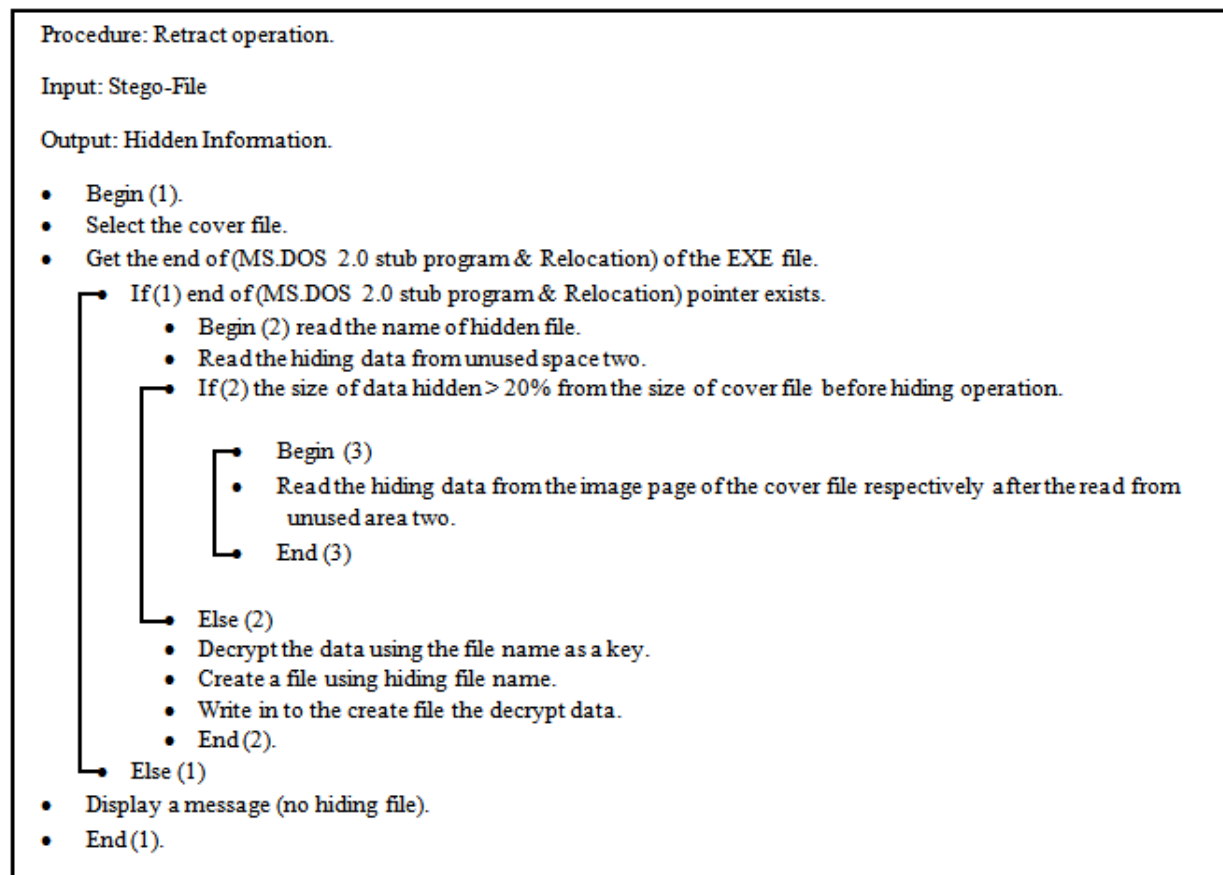 Procedure: Retract operation.
Input: Stego-File
Output: Hidden Information.
• Begin (1).
• Select the cover file.
• Get the end of (MS.DOS 2.0 stub program & Relocation) of the EXE file.
• If (1) end of (MS.DOS 2.0 stub program & Relocation) pointer exists.
• Begin (2) read the name of hidden file.
• Read the hiding data from unused space two.
• If (2) the size of data hidden > 20% from the size of cover file before hiding operation.
• Begin (3)
• Read the hiding data from the image page of the cover file respectively after the read from
unused area two.
• End (3)
• Else (2)
• Decrypt the data using the file name as a key.
• Create a file using hiding file name.
• Write in to the create file the decrypt data.
• End (2).
• Else (1)
• Display a message (no hiding file).
• End (1).